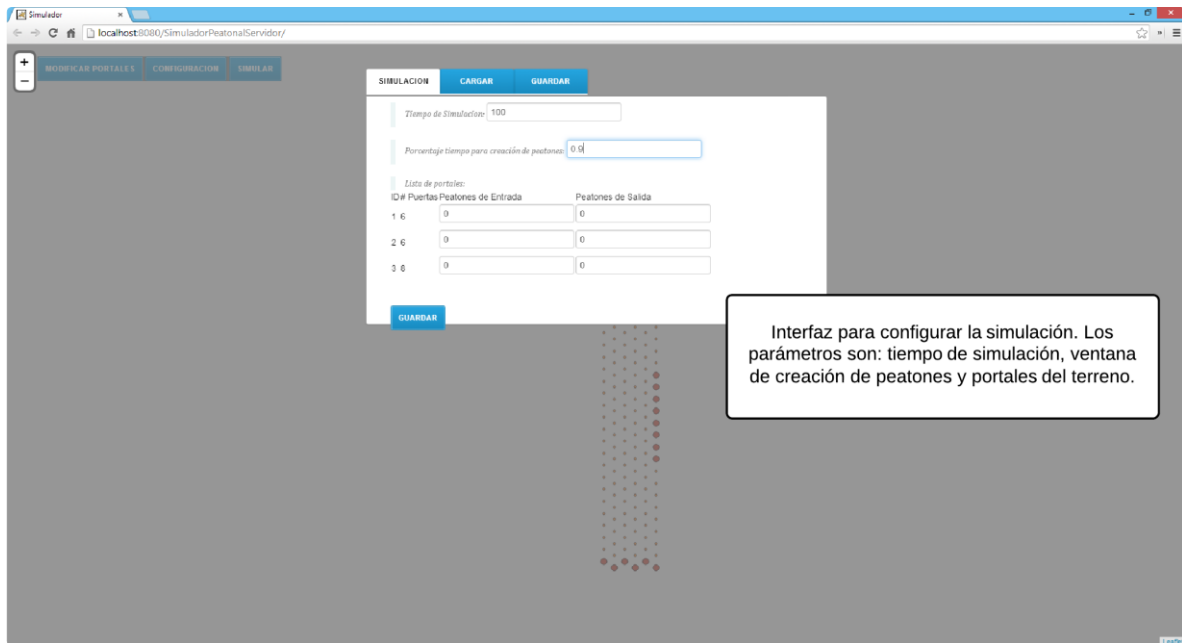 Simulador
localhost:8080/SimuladorPeatonalServidor/
+
−
MODIFICAR PORTALES CONFIGURACION SIMULAR
SIMULACION CARGAR GUARDAR
Tiempo de Simulacion: 100
Porcentaje tiempo para creación de peatones: 0.9
Lista de portales:
ID# Puertas Peatones de Entrada Peatones de Salida
1 6 0 0
2 6 0 0
3 6 0 0
GUARDAR
Interfaz para configurar la simulación. Los
parámetros son: tiempo de simulación, ventana
de creación de peatones y portales del terreno.